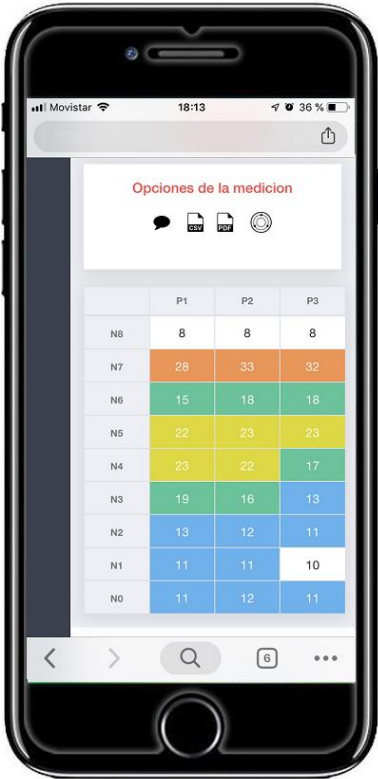 Movistar 18:13 36 %
Opciones de la medicion
CSV PDF
P1 P2 P3
N8 8 8 8
N7 28 33 32
N6 15 18 18
N5 22 23 23
N4 23 22 17
N3 19 16 13
N2 13 12 11
N1 11 11 10
N0 11 12 11
6